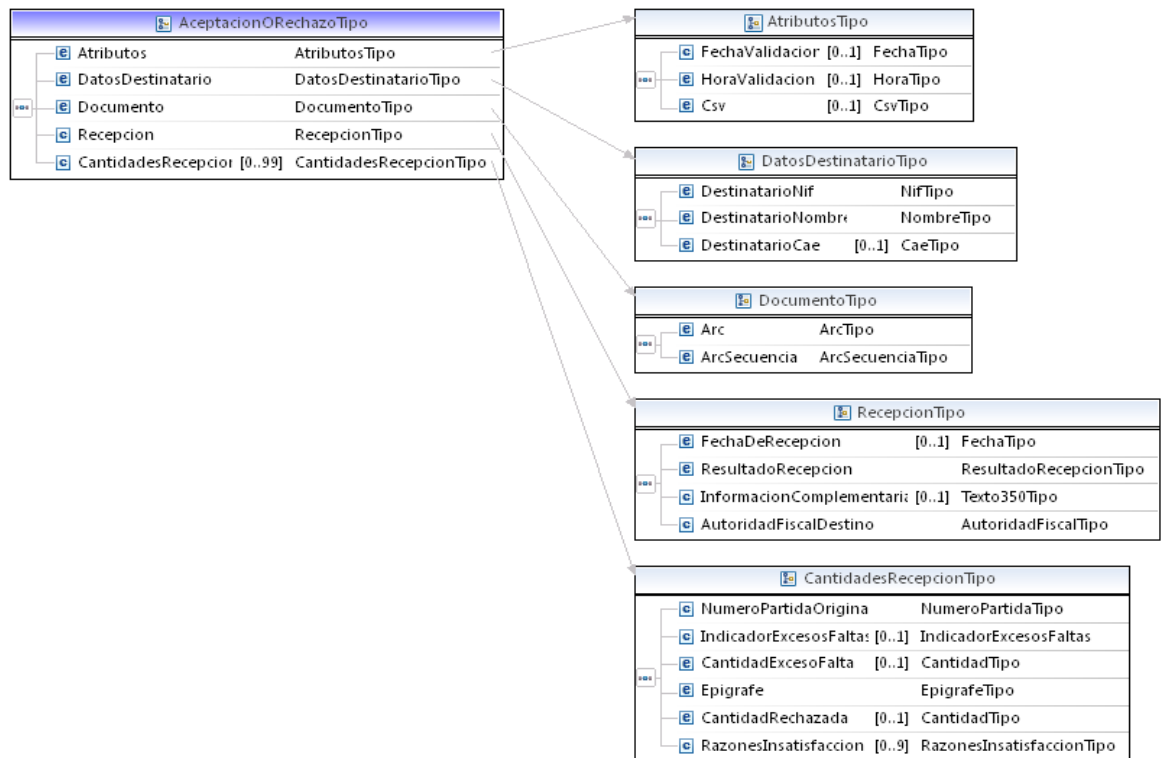 AceptacionORechazoTipo
Atributos AtributosTipo
DatosDestinatario DatosDestinatarioTipo
Documento DocumentoTipo
Recepcion RecepcionTipo
CantidadesRecepcior [0..99] CantidadesRecepcionTipo
AtributosTipo
FechaValidacior [0..1] FechaTipo
HoraValidacion [0..1] HoraTipo
Csv [0..1] CsvTipo
DatosDestinatarioTipo
DestinatarioNif NifTipo
DestinatarioNombre NombreTipo
DestinatarioCae [0..1] CaeTipo
DocumentoTipo
Arc ArcTipo
ArcSecuencia ArcSecuenciaTipo
RecepcionTipo
FechaDeRecepcion [0..1] FechaTipo
ResultadoRecepcion ResultadoRecepcionTipo
InformacionComplementaria [0..1] Texto350Tipo
AutoridadFiscalDestino AutoridadFiscalTipo
CantidadesRecepcionTipo
NumeroPartidaOrigina NumeroPartidaTipo
IndicadorExcesosFaltas [0..1] IndicadorExcesosFaltas
CantidadExcesoFalta [0..1] CantidadTipo
Epigrafe EpigrafeTipo
CantidadRechazada [0..1] CantidadTipo
RazonesInsatisfaccion [0..9] RazonesInsatisfaccionTipo